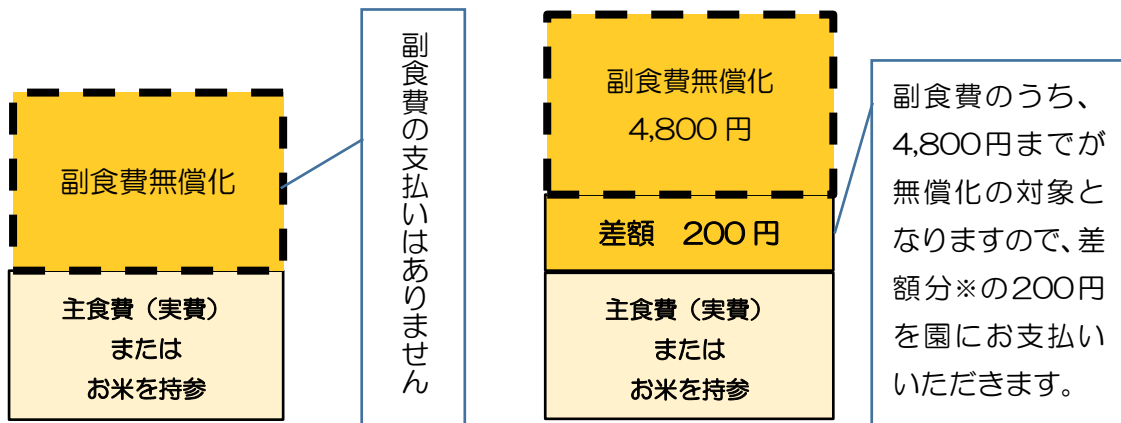 副食費無償化
主食費（実費）
または
お米を持参
副食費の支払いはありません
副食費無償化
4,800 円
差額　200 円
主食費（実費）
または
お米を持参
副食費のうち、
4,800円までが
無償化の対象と
なりますので、差
額分※の200円
を園にお支払い
いただきます。